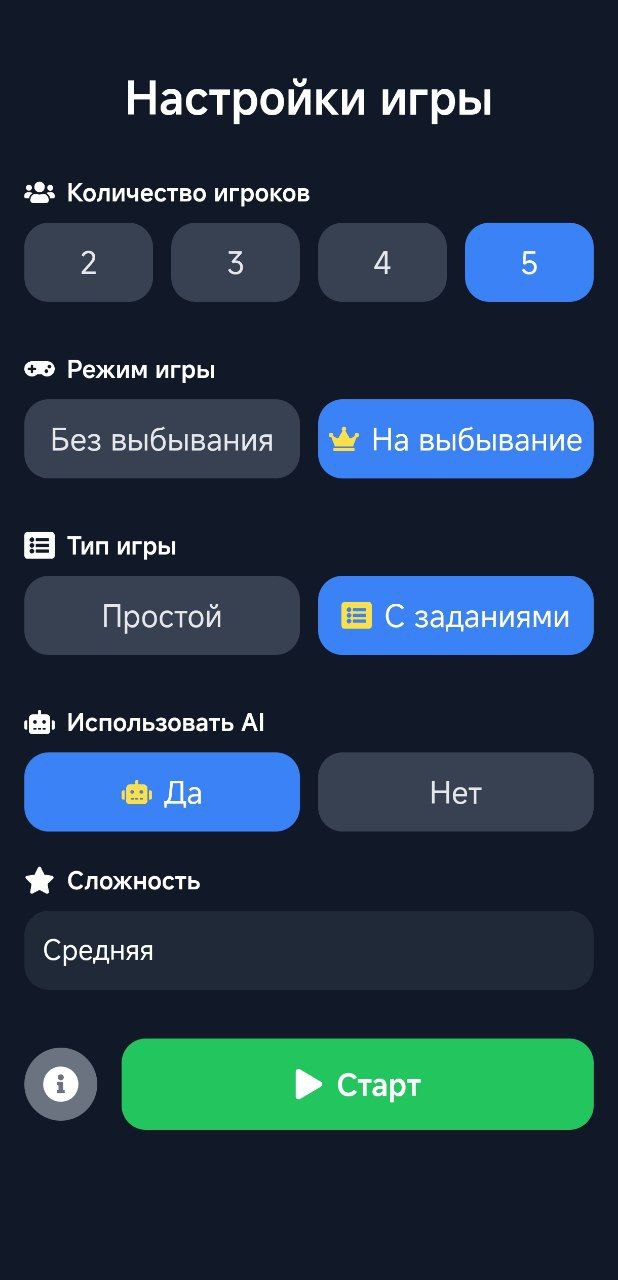 Настройки игры
Количество игроков
2 3 4 5
Режим игры
Без выбывания На выбывание
Тип игры
Простой С заданиями
Использовать AI
Да Нет
Сложность
Средняя
Старт